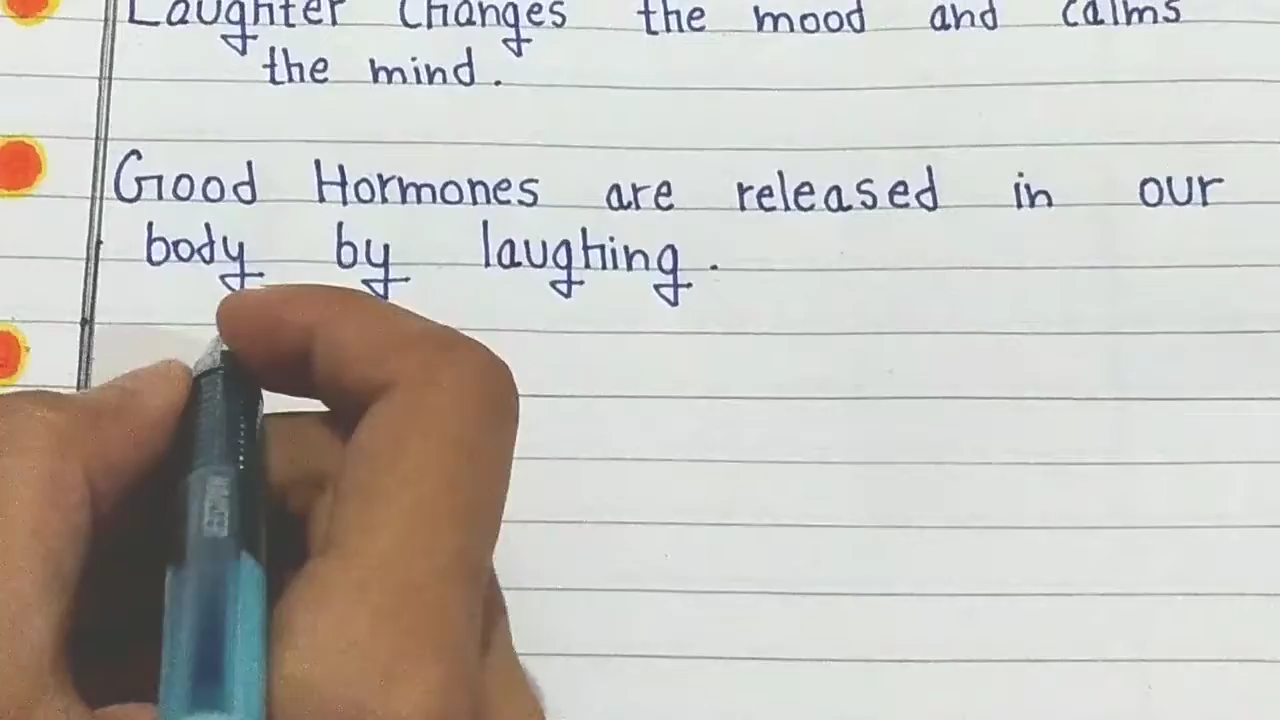 Laughter changes the mood and calms
the mind.
Good Hormones are released in our
body by laughing.